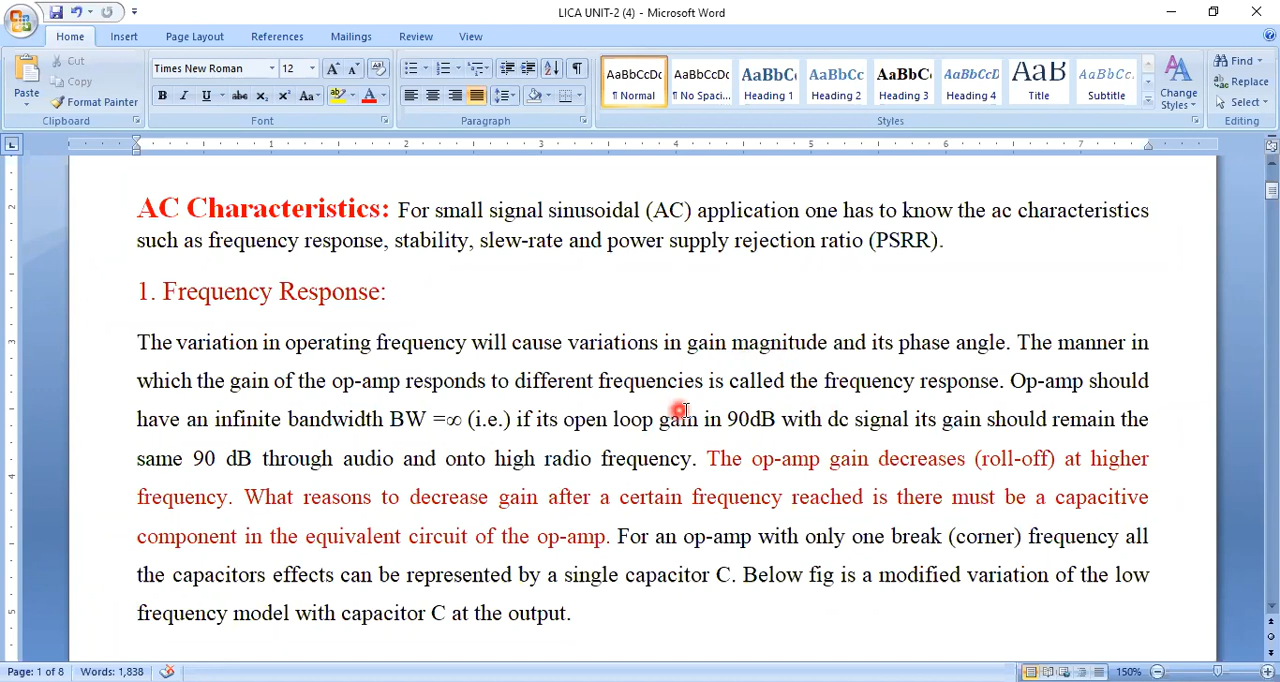 LICA UNIT-2 (4) - Microsoft Word
Home Insert Page Layout References Mailings Review View
Paste
Cut
Copy
Format Painter
Clipboard
Times New Roman 12
Font
Paragraph
AaBbCcDc AaBbCcDc AaBbCc AaBbCc AaBbCc AaBbCcD AaB AaBbCcD
¶ Normal ¶ No Spaci... Heading 1 Heading 2 Heading 3 Heading 4 Title Subtitle
Change
Styles
Styles
Find
Replace
Select
Editing
1 2 3 4 5 6 7
AC Characteristics: For small signal sinusoidal (AC) application one has to know the ac characteristics
such as frequency response, stability, slew-rate and power supply rejection ratio (PSRR).
1. Frequency Response:
The variation in operating frequency will cause variations in gain magnitude and its phase angle. The manner in
which the gain of the op-amp responds to different frequencies is called the frequency response. Op-amp should
have an infinite bandwidth BW =∞ (i.e.) if its open loop gain in 90dB with dc signal its gain should remain the
same 90 dB through audio and onto high radio frequency. The op-amp gain decreases (roll-off) at higher
frequency. What reasons to decrease gain after a certain frequency reached is there must be a capacitive
component in the equivalent circuit of the op-amp. For an op-amp with only one break (corner) frequency all
the capacitors effects can be represented by a single capacitor C. Below fig is a modified variation of the low
frequency model with capacitor C at the output.
Page: 1 of 8 Words: 1,838 150%